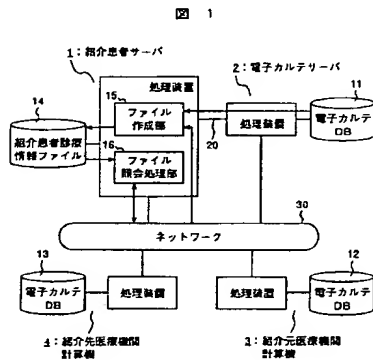 図 1
1:紹介患者サーバ
処理装置
2:電子カルテサーバ
14
紹介患者診療
情報ファイル
15
ファイル
作成部
16
ファイル
照会処理部
20
処理装置
11
電子カルテ
DB
30
ネットワーク
13
電子カルテ
DB
処理装置
処理装置
12
電子カルテ
DB
4:紹介先医療機関
計算機
3:紹介元医療機関
計算機